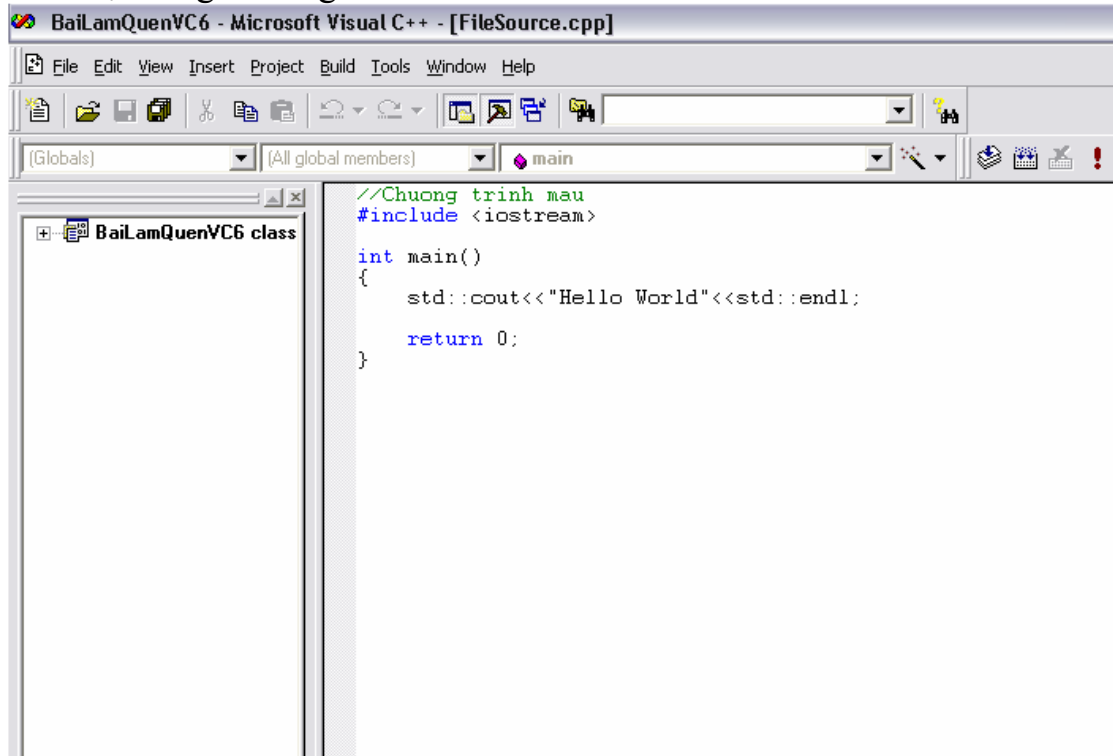 BaiLamQuenVC6 - Microsoft Visual C++ - [FileSource.cpp]
File Edit View Insert Project Build Tools Window Help
(Globals) (All global members) main
BaiLamQuenVC6 class
//Chuong trinh mau
#include <iostream>
int main()
{
std::cout<<"Hello World"<<std::endl;
return 0;
}